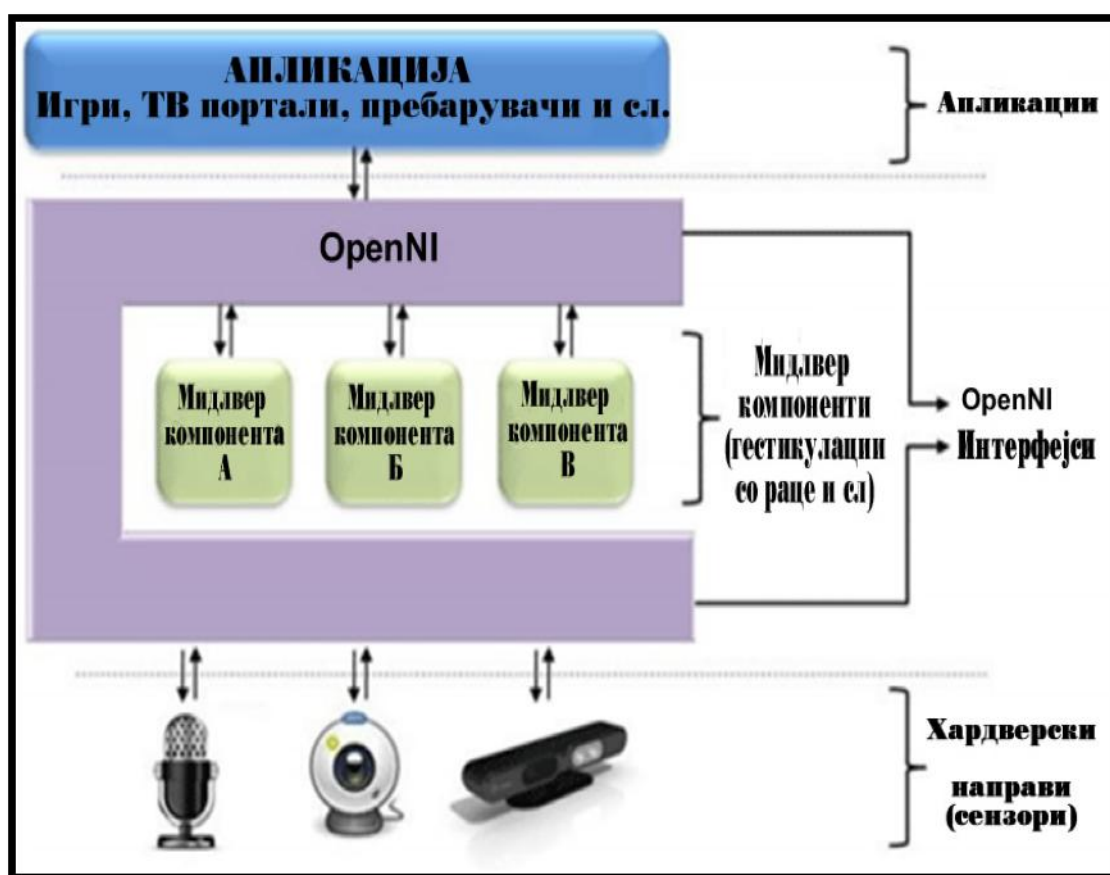 АПЛИКАЦИЈА
Игри, ТВ портали, пребарувачи и сл.
Апликации
OpenNI
Мидлвер
компонента
А
Мидлвер
компонента
Б
Мидлвер
компонента
В
Мидлвер
компоненти
(гестикулации
со раце и сл)
OpenNI
Интерфејси
Хардверски
направи
(сензори)